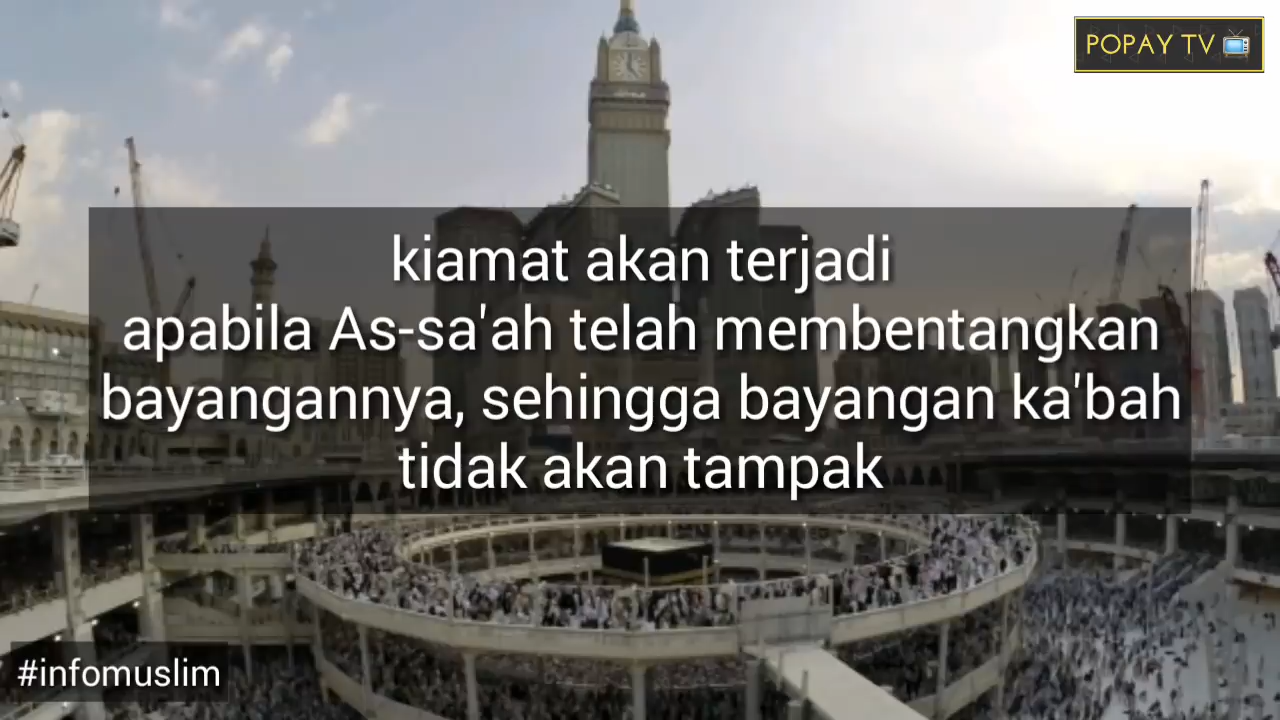 POPAY TV
kiamat akan terjadi
apabila As-sa'ah telah membentangkan
bayangannya, sehingga bayangan ka'bah
tidak akan tampak
#infomuslim